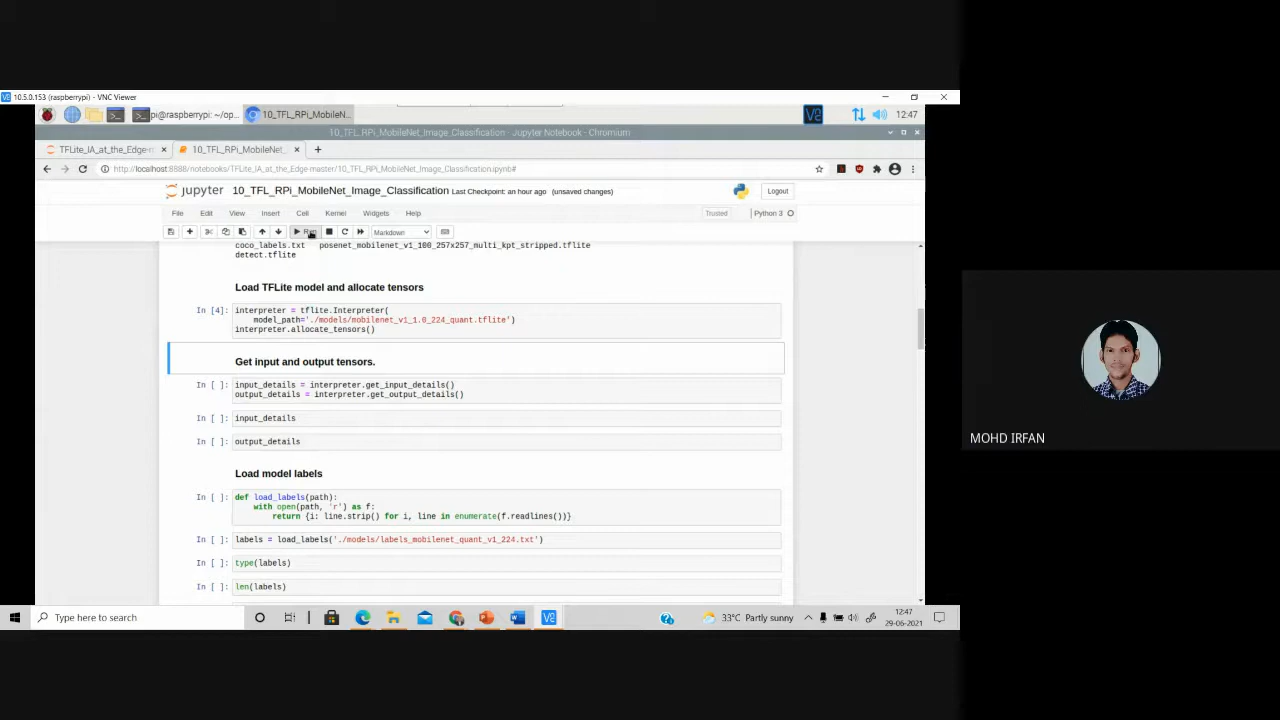 10.5.0.153 (raspberrypi) - VNC Viewer
pi@raspberrypi: ~/op...
10_TFL_RPi_MobileN...
12:47
10_TFL_RPi_MobileNet_Image_Classification - Jupyter Notebook - Chromium
TFLite_IA_at_the_Edge-m
10_TFL_RPi_MobileNet_
http://localhost:8888/notebooks/TFLite_IA_at_the_Edge-master/10_TFL_RPi_MobileNet_Image_Classification.ipynb#
jupyter 10_TFL_RPi_MobileNet_Image_Classification Last Checkpoint: an hour ago (unsaved changes)
Logout
File Edit View Insert Cell Kernel Widgets Help
Trusted
Python 3
Run
Markdown
coco_labels.txt posenet_mobilenet_v1_100_257x257_multi_kpt_stripped.tflite
detect.tflite
Load TFLite model and allocate tensors
In [4]: interpreter = tflite.Interpreter(
model_path='./models/mobilenet_v1_1.0_224_quant.tflite')
interpreter.allocate_tensors()
Get input and output tensors.
In [ ]: input_details = interpreter.get_input_details()
output_details = interpreter.get_output_details()
In [ ]: input_details
In [ ]: output_details
Load model labels
In [ ]: def load_labels(path):
with open(path, 'r') as f:
return {i: line.strip() for i, line in enumerate(f.readlines())}
In [ ]: labels = load_labels('./models/labels_mobilenet_quant_v1_224.txt')
In [ ]: type(labels)
In [ ]: len(labels)
MOHD IRFAN
Type here to search
33°C Partly sunny
12:47
29-06-2021